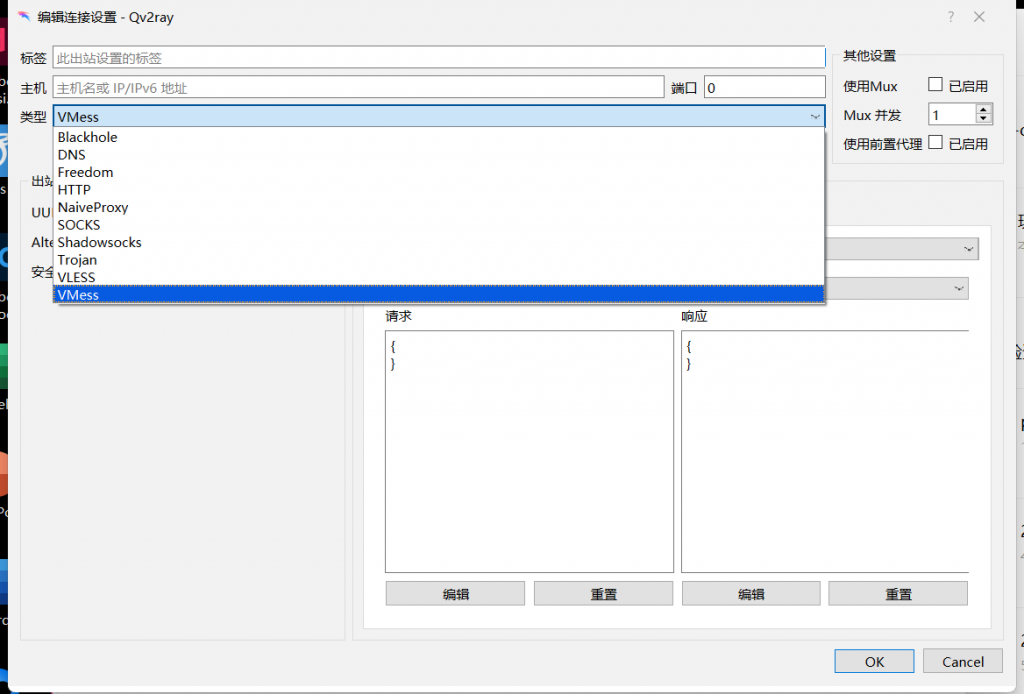 编辑连接设置 - Qv2ray
?
标签 此出站设置的标签
主机 主机名或 IP/IPv6 地址 端口 0
类型 VMess
其他设置
使用Mux 已启用
Mux 并发 1
使用前置代理 已启用
Blackhole
DNS
Freedom
HTTP
NaiveProxy
SOCKS
Shadowsocks
Trojan
VLESS
VMess
出站
Alte
安全
请求 响应
{ {
} }
编辑 重置 编辑 重置
OK Cancel